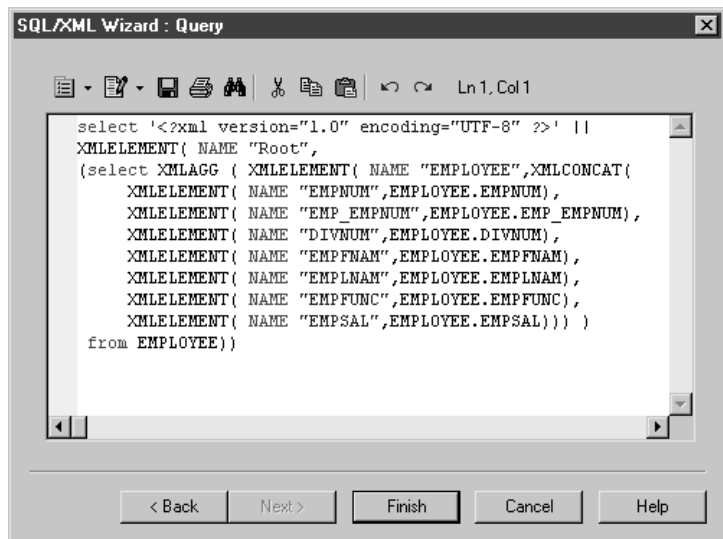 SQL/XML Wizard : Query
Ln 1, Col 1
select '<?xml version="1.0" encoding="UTF-8" ?>' ||
XMLELEMENT( NAME "Root",
(select XMLAGG ( XMLELEMENT( NAME "EMPLOYEE",XMLCONCAT(
XMLELEMENT( NAME "EMPNUM",EMPLOYEE.EMPNUM),
XMLELEMENT( NAME "EMP_EMPNUM",EMPLOYEE.EMP_EMPNUM),
XMLELEMENT( NAME "DIVNUM",EMPLOYEE.DIVNUM),
XMLELEMENT( NAME "EMPFNAM",EMPLOYEE.EMPFNAM),
XMLELEMENT( NAME "EMPLNAM",EMPLOYEE.EMPLNAM),
XMLELEMENT( NAME "EMPFUNC",EMPLOYEE.EMPFUNC),
XMLELEMENT( NAME "EMPSAL",EMPLOYEE.EMPSAL))) )
from EMPLOYEE))
< Back Next > Finish Cancel Help